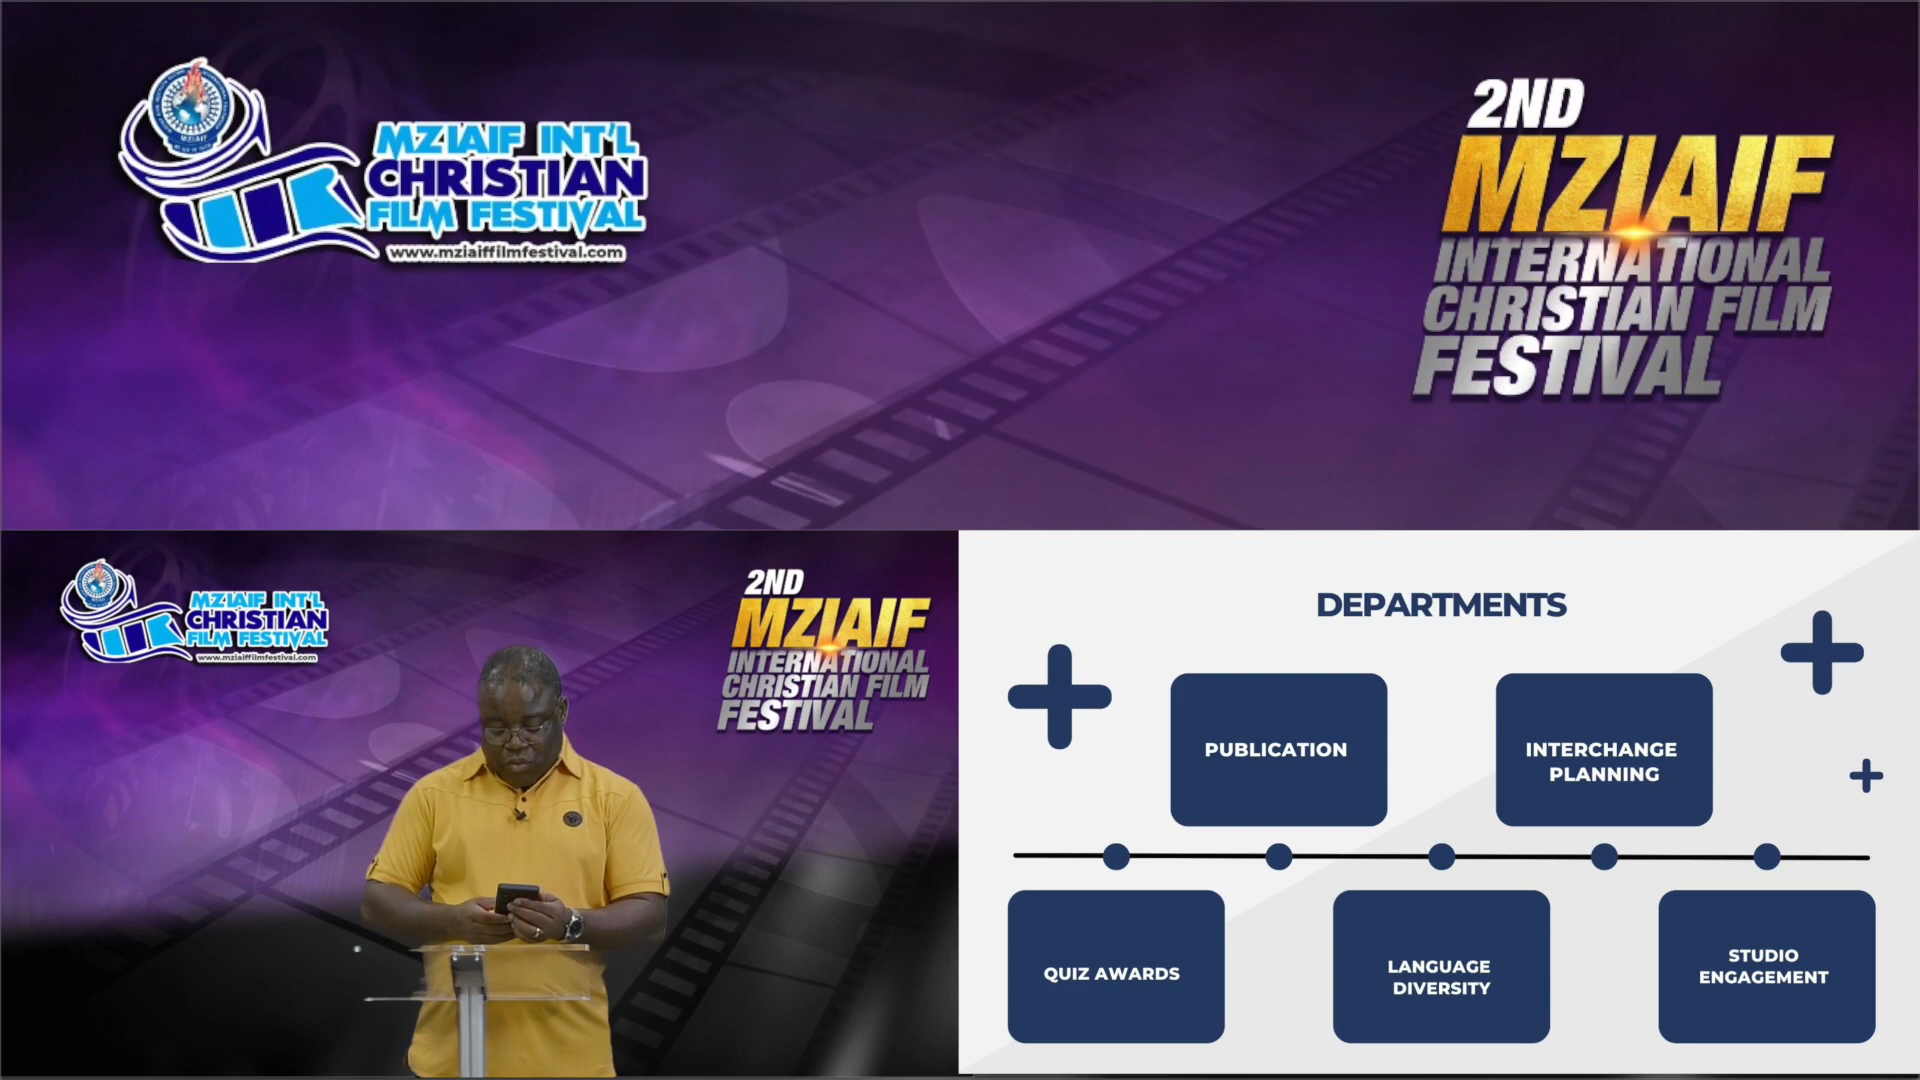 MZIAIF INT'L
CHRISTIAN
FILM FESTIVAL
www.mziaiffilmfestival.com
2ND
MZIAIF
INTERNATIONAL
CHRISTIAN FILM
FESTIVAL
MZIAIF INT'L
CHRISTIAN
FILM FESTIVAL
www.mziaiffilmfestival.com
2ND
MZIAIF
INTERNATIONAL
CHRISTIAN FILM
FESTIVAL
DEPARTMENTS
PUBLICATION
INTERCHANGE
PLANNING
QUIZ AWARDS
LANGUAGE
DIVERSITY
STUDIO
ENGAGEMENT